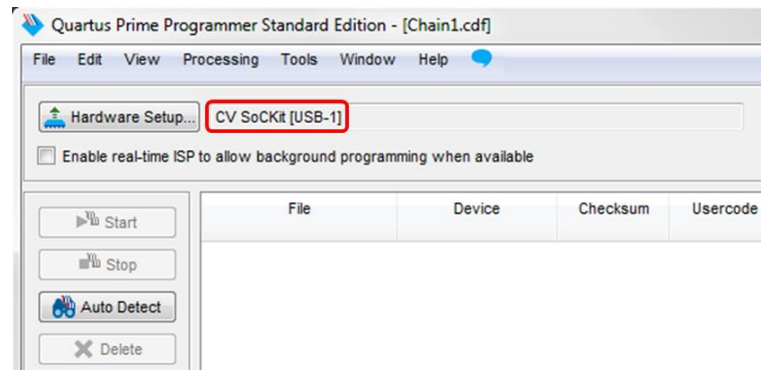 Quartus Prime Programmer Standard Edition - [Chain1.cdf]
File Edit View Processing Tools Window Help
Hardware Setup... CV SoCKit [USB-1]
Enable real-time ISP to allow background programming when available
File Device Checksum Usercode
Start
Stop
Auto Detect
Delete